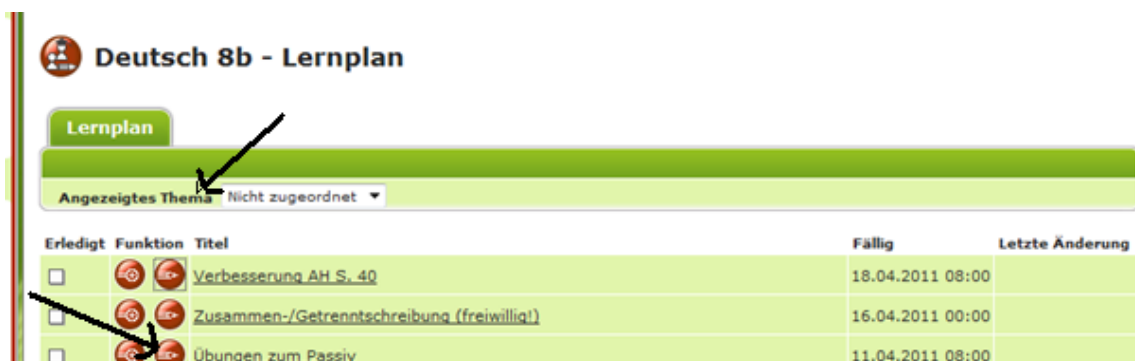 Deutsch 8b - Lernplan
Lernplan
Angezeigtes Thema Nicht zugeordnet
Erledigt Funktion Titel Fällig Letzte Änderung
Verbesserung AH S. 40 18.04.2011 08:00
Zusammen-/Getrenntschreibung (freiwillig!) 16.04.2011 00:00
Übungen zum Passiv 11.04.2011 08:00